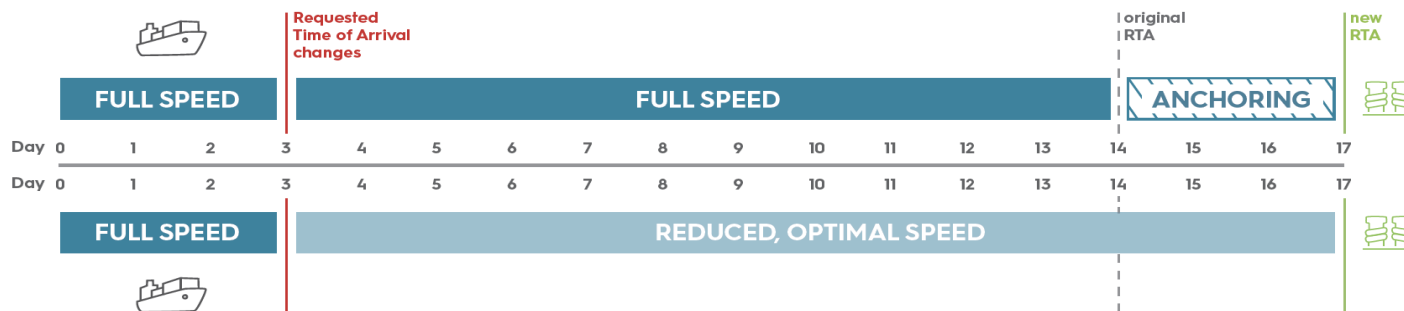 Requested
Time of Arrival
changes
original
RTA
new
RTA
FULL SPEED
FULL SPEED
ANCHORING
Day 0 1 2 3 4 5 6 7 8 9 10 11 12 13 14 15 16 17
Day 0 1 2 3 4 5 6 7 8 9 10 11 12 13 14 15 16 17
FULL SPEED
REDUCED, OPTIMAL SPEED